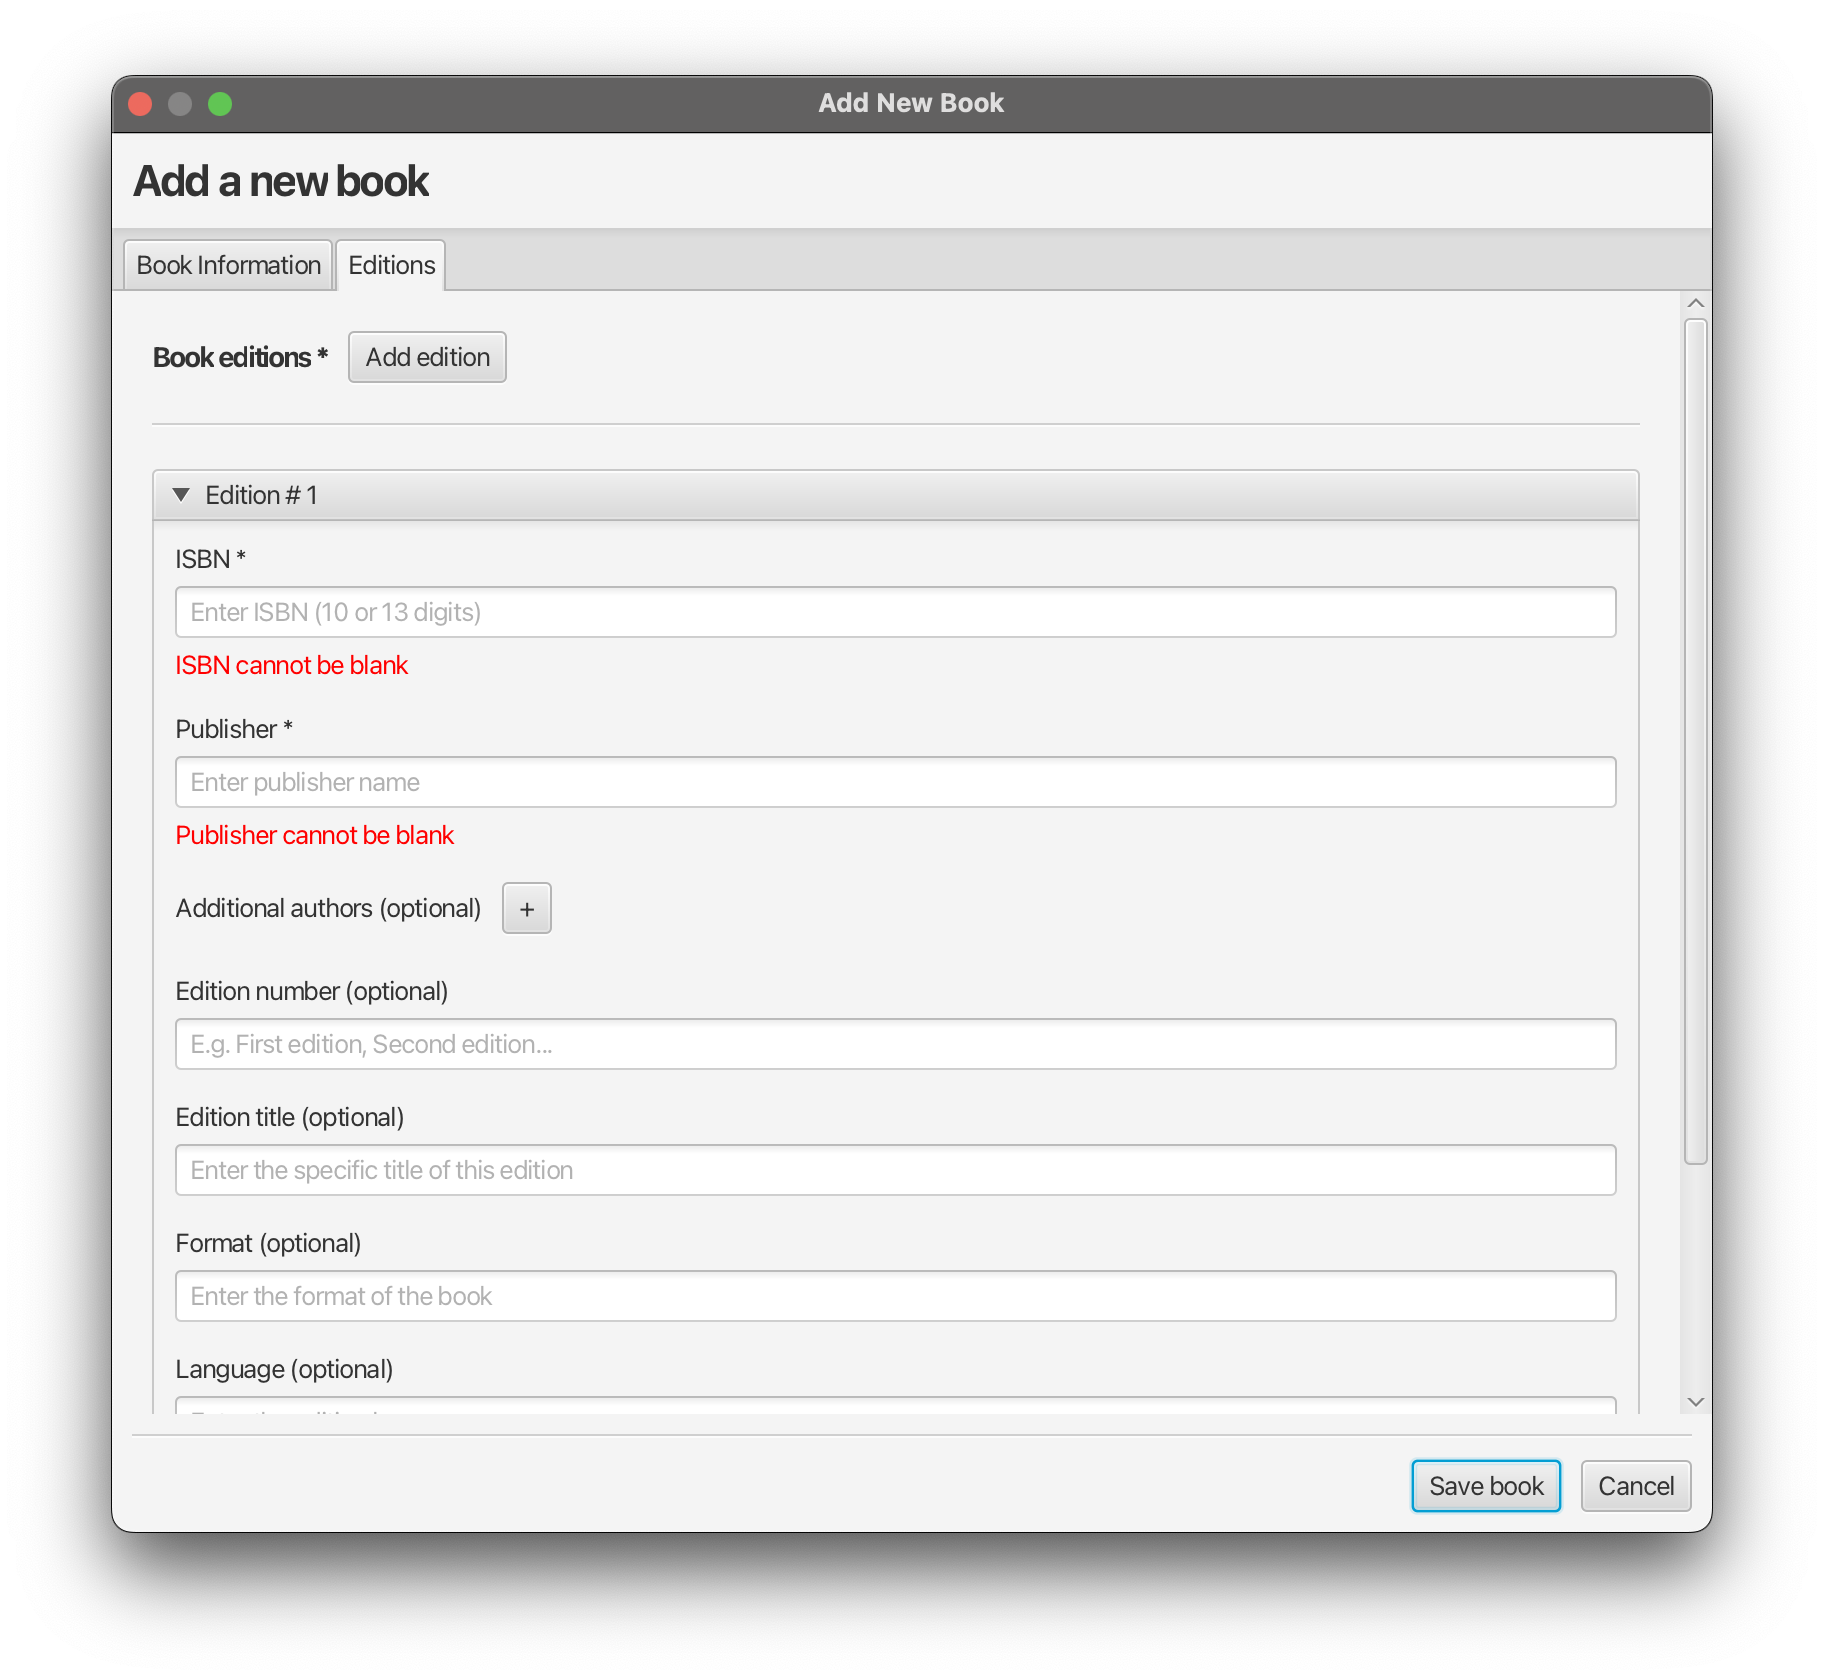 Add New Book
Add a new book
Book Information
Editions
Book editions *
Add edition
Edition # 1
ISBN *
Enter ISBN (10 or 13 digits)
ISBN cannot be blank
Publisher *
Enter publisher name
Publisher cannot be blank
Additional authors (optional)
+
Edition number (optional)
E.g. First edition, Second edition...
Edition title (optional)
Enter the specific title of this edition
Format (optional)
Enter the format of the book
Language (optional)
Save book
Cancel